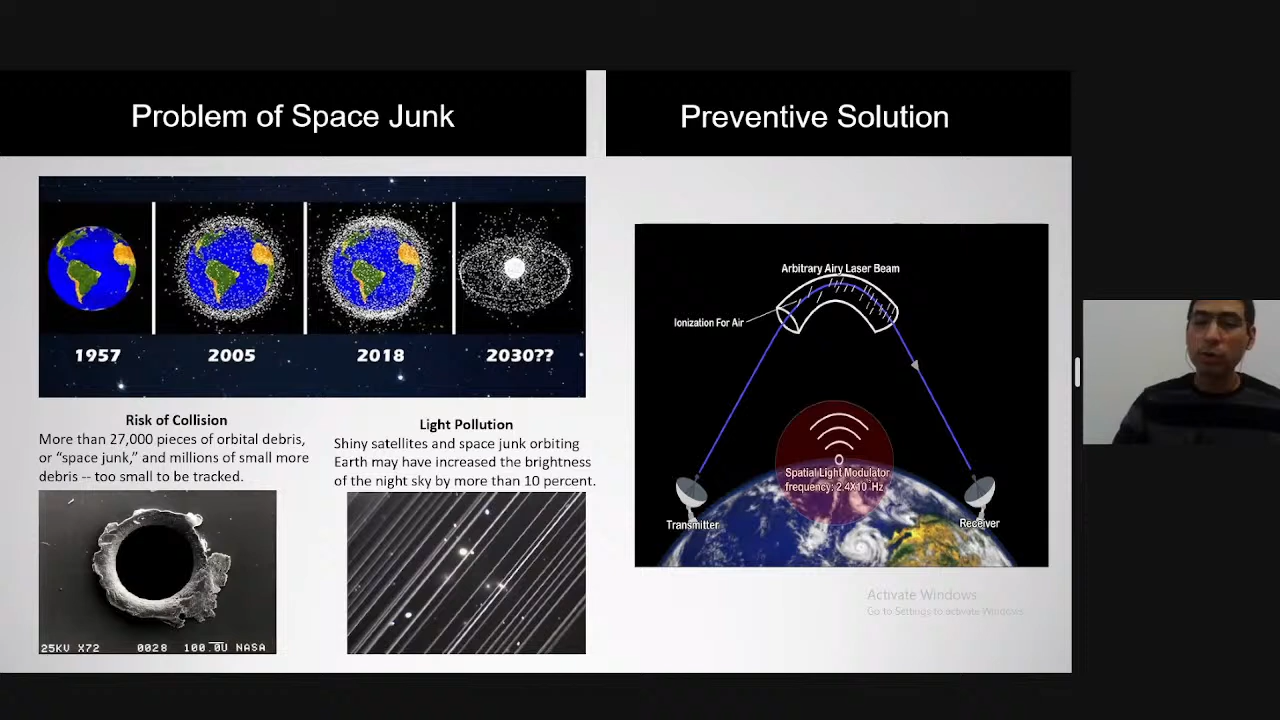 Problem of Space Junk
Preventive Solution
1957
2005
2018
2030??
Risk of Collision
More than 27,000 pieces of orbital debris,
or “space junk,” and millions of small more
debris -- too small to be tracked.
Light Pollution
Shiny satellites and space junk orbiting
Earth may have increased the brightness
of the night sky by more than 10 percent.
25KV X72 0028 100.0U NASA
Arbitrary Airy Laser Beam
Ionization For Air
Spatial Light Modulator
frequency: Hz
Transmitter
Receiver
Activate Windows
Go to Settings to activate Windows.